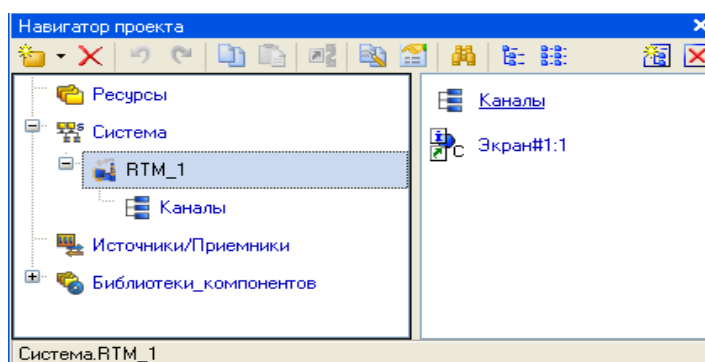 Навигатор проекта
Ресурсы
Система
RTM_1
Каналы
Источники/Приемники
Библиотеки_компонентов
Каналы
Экран#1:1
Система.RTM_1